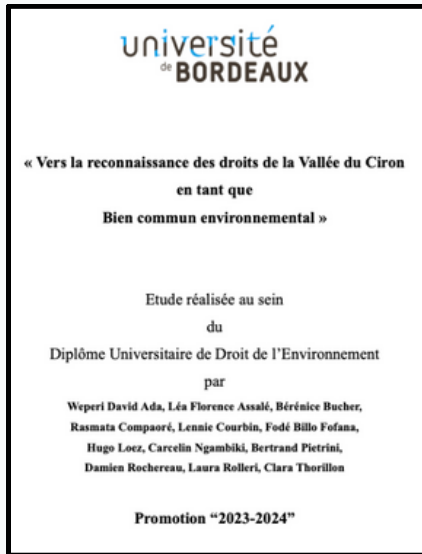 université
de BORDEAUX
« Vers la reconnaissance des droits de la Vallée du Ciron
en tant que
Bien commun environnemental »
Etude réalisée au sein
du
Diplôme Universitaire de Droit de l'Environnement
par
Weperi David Ada, Léa Florence Assalé, Bérénice Bucher,
Rasmata Compaoré, Lennie Courbin, Fodé Billo Fofana,
Hugo Loez, Carcelin Ngambiki, Bertrand Pietrini,
Damien Rochereau, Laura Rolleri, Clara Thorillon
Promotion “2023-2024”